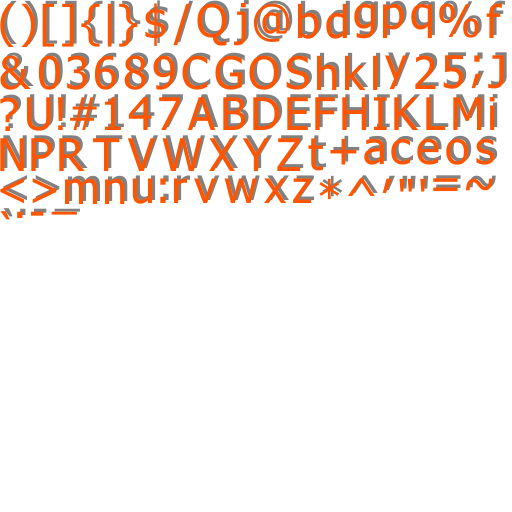 ()[]{|}$/Qj@bdgpq%f
&03689CGOShkly25;J
?U!#147ABDEFHIKLMi
NPRTVWXYZt+aceos
<>mnu:rvwxz*^,"'=~
`.-_